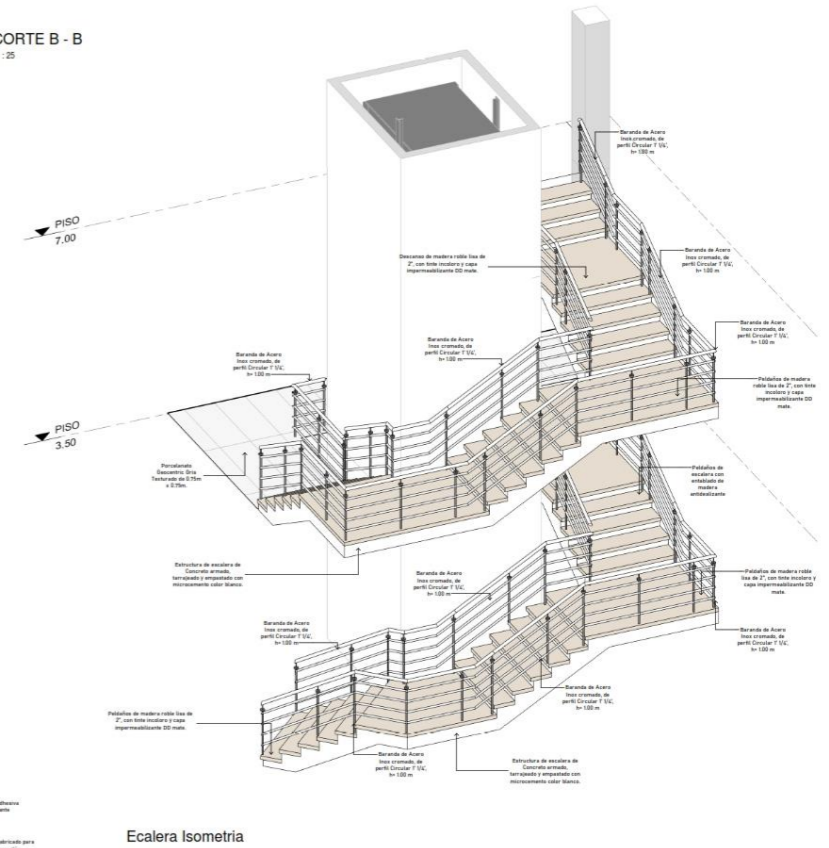 CORTE B - B
: 25
Baranda de Acero
Inox cromado, de
perfil Circular 1' 1/4',
h= 1.00 m
PISO
7.00
Descanso de madera roble lisa de
2", con tinte incoloro y capa
impermeabilizante DD mate.
Baranda de Acero
Inox cromado, de
perfil Circular 1' 1/4',
h= 1.00 m
Baranda de Acero
Inox cromado, de
perfil Circular 1' 1/4',
h= 1.00 m
Baranda de Acero
Inox cromado, de
perfil Circular 1' 1/4',
h= 1.00 m
Baranda de Acero
Inox cromado, de
perfil Circular 1' 1/4',
h= 1.00 m
Peldaños de madera
roble lisa de 2", con tinte
incoloro y capa
impermeabilizante DD
mate.
PISO
3.50
Porcelanato
Gris
Texturado de 0.75m
x 0.75m.
Peldaños de
escalera con
entablado de
madera
Estructura de escalera de
Concreto armado,
tarrajeado y empastado con
microcemento color blanco.
Baranda de Acero
Inox cromado, de
perfil Circular 1' 1/4',
h= 1.00 m
Peldaños de madera roble
lisa de 2", con tinte incoloro y
capa impermeabilizante DD
mate.
Baranda de Acero
Inox cromado, de
perfil Circular 1' 1/4',
h= 1.00 m
Baranda de Acero
Inox cromado, de
perfil Circular 1' 1/4',
h= 1.00 m
Baranda de Acero
Inox cromado, de
perfil Circular 1' 1/4',
h= 1.00 m
Peldaños de madera roble lisa de
2", con tinte incoloro y capa
impermeabilizante DD mate.
Baranda de Acero
Inox cromado, de
perfil Circular 1' 1/4',
h= 1.00 m
Estructura de escalera de
Concreto armado,
tarrajeado y empastado con
microcemento color blanco.
Ecalera Isometria